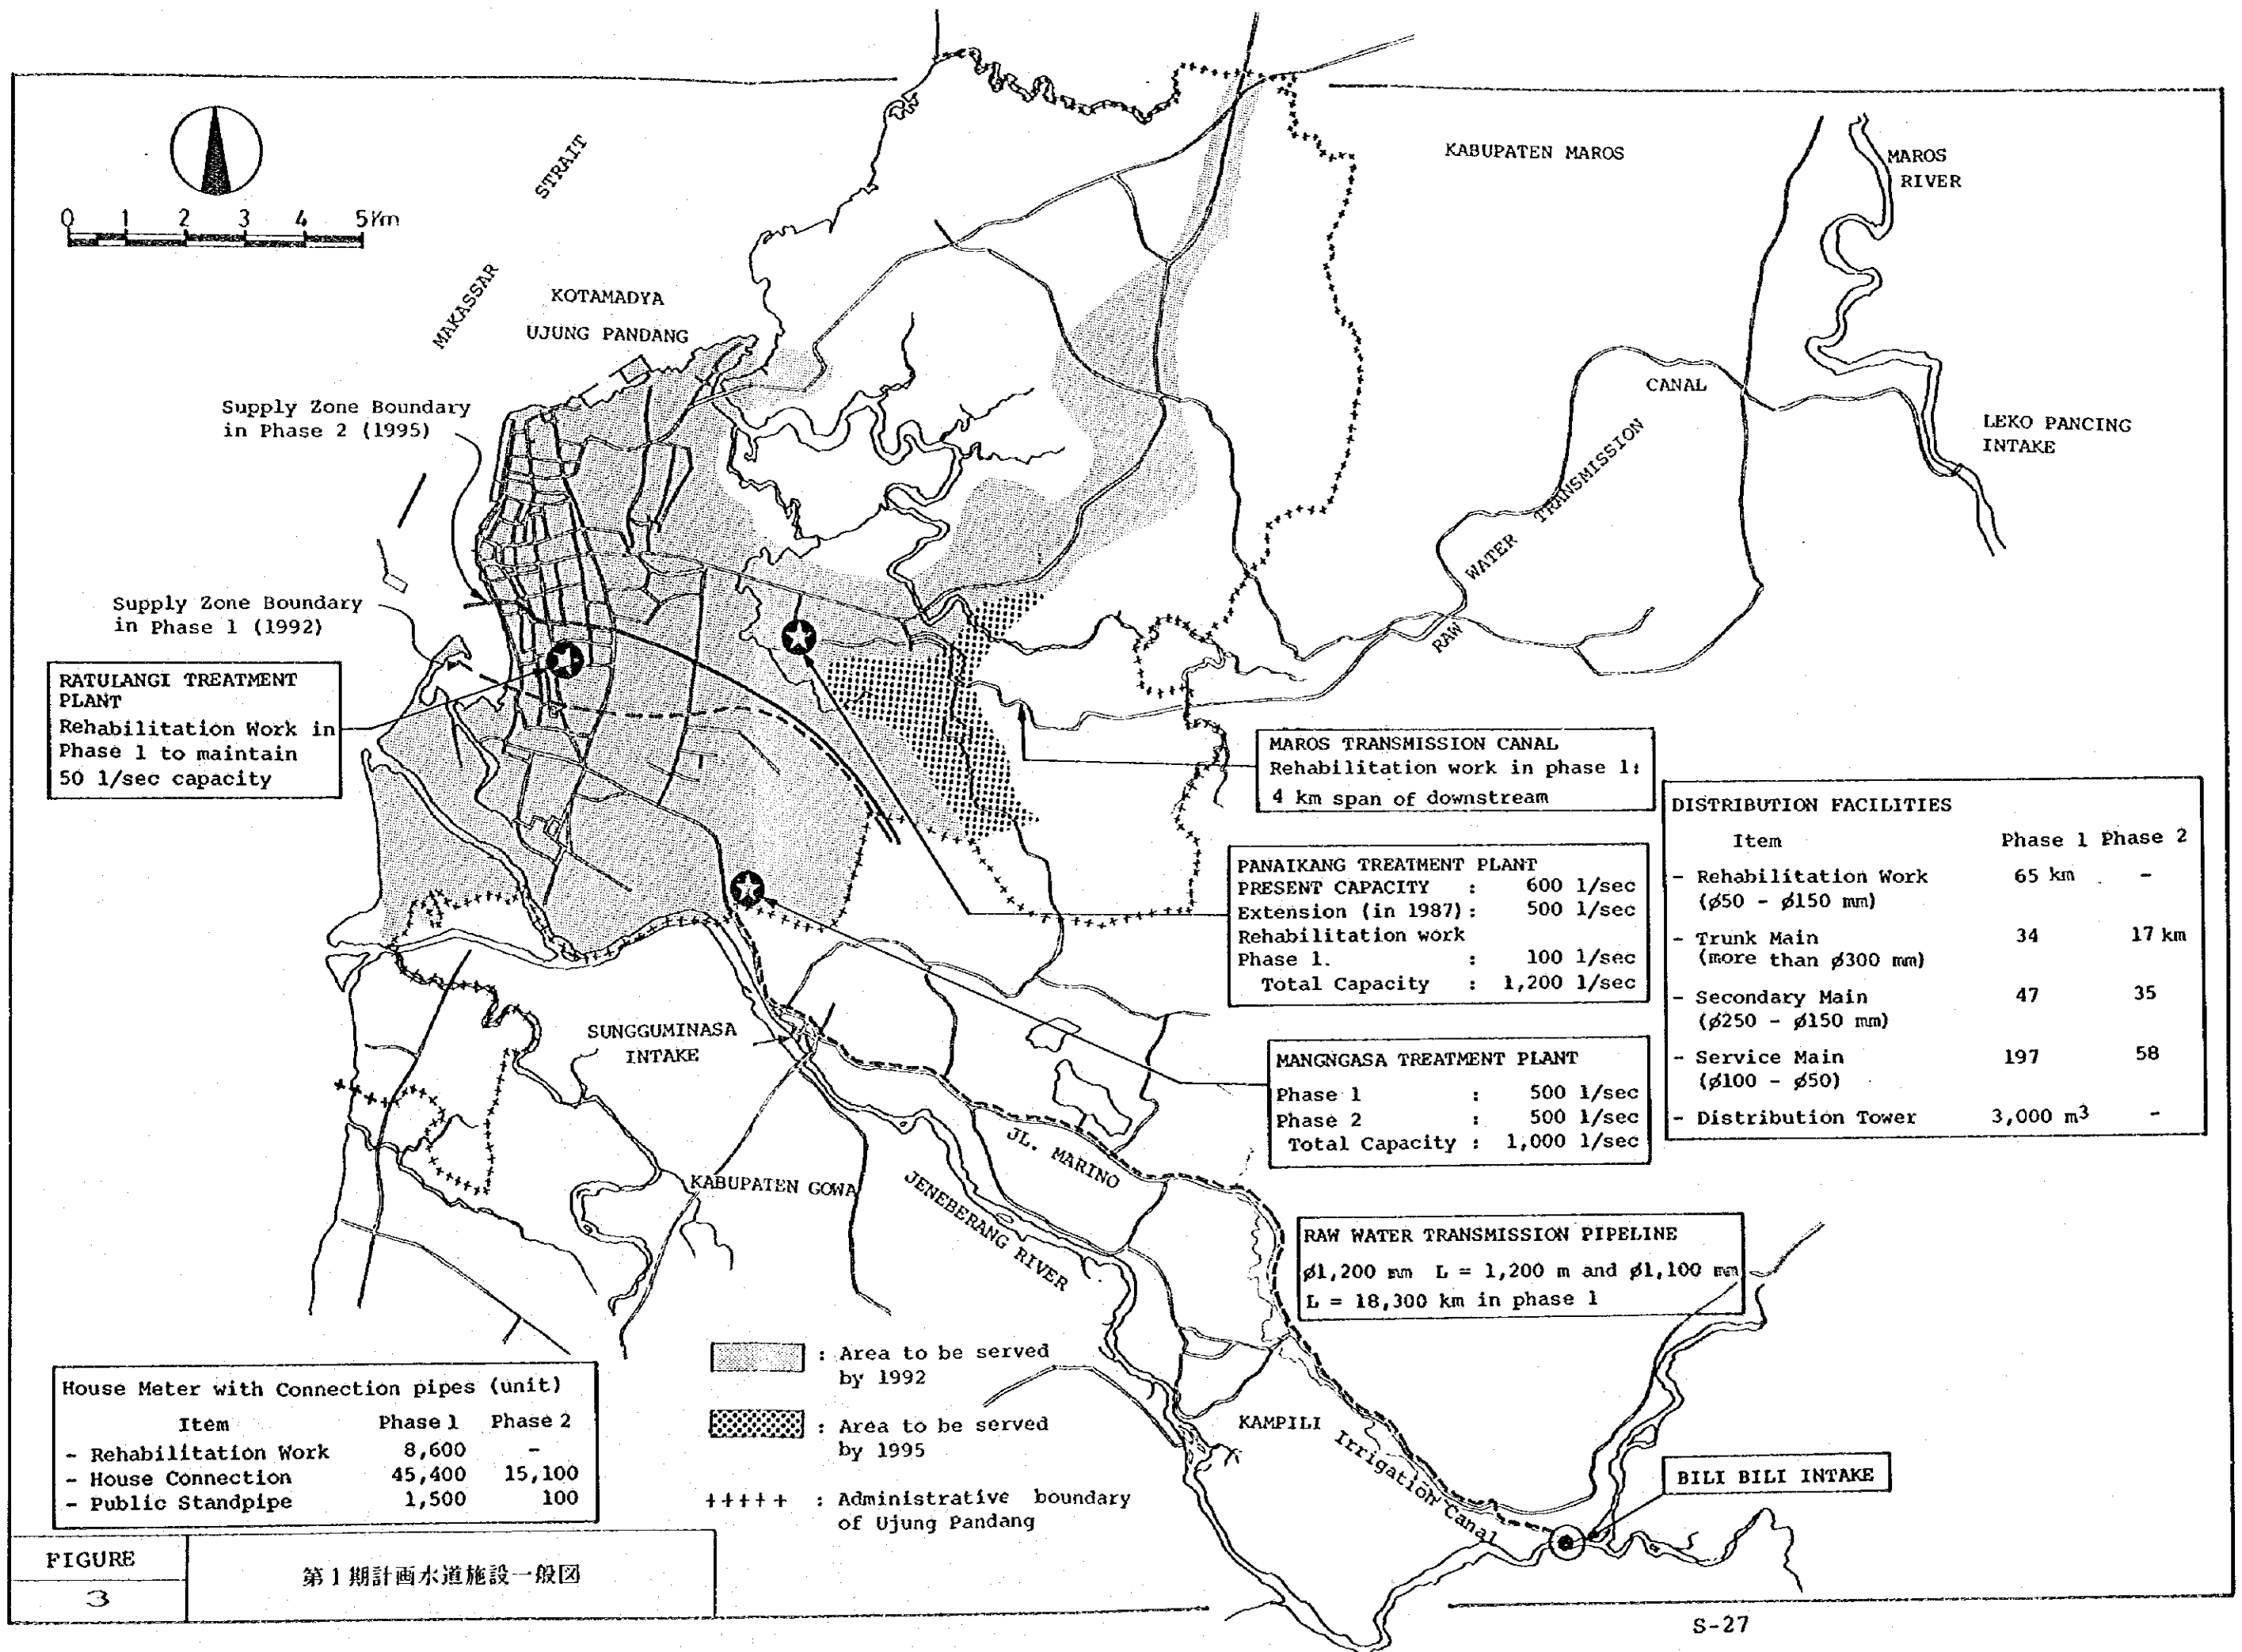 0 1 2 3 4 5Km
MAKASSAR STRAIT
KOTAMADYA
UJUNG PANDANG
KABUPATEN MAROS
MAROS
RIVER
LEKO PANCING
INTAKE
RAW WATER TRANSMISSION CANAL
Supply Zone Boundary
in Phase 2 (1995)
Supply Zone Boundary
in Phase 1 (1992)
RATULANGI TREATMENT
PLANT
Rehabilitation Work in
Phase 1 to maintain
50 l/sec capacity
MAROS TRANSMISSION CANAL
Rehabilitation work in phase 1:
4 km span of downstream
PANAIKANG TREATMENT PLANT
PRESENT CAPACITY : 600 l/sec
Extension (in 1987): 500 l/sec
Rehabilitation work
Phase 1. : 100 l/sec
Total Capacity : 1,200 l/sec
MANGNGASA TREATMENT PLANT
Phase 1 : 500 l/sec
Phase 2 : 500 l/sec
Total Capacity : 1,000 l/sec
DISTRIBUTION FACILITIES
Item Phase 1 Phase 2
- Rehabilitation Work 65 km -
(ø50 - ø150 mm)
- Trunk Main 34 17 km
(more than ø300 mm)
- Secondary Main 47 35
(ø250 - ø150 mm)
- Service Main 197 58
(ø100 - ø50)
- Distribution Tower 3,000 m³ -
SUNGGUMINASA
INTAKE
KABUPATEN GOWA
JL. MARINO
JENEBERANG RIVER
RAW WATER TRANSMISSION PIPELINE
ø1,200 mm L = 1,200 m and ø1,100 mm
L = 18,300 km in phase 1
KAMPILI
Irrigation Canal
BILI BILI INTAKE
House Meter with Connection pipes (unit)
Item Phase 1 Phase 2
- Rehabilitation Work 8,600 -
- House Connection 45,400 15,100
- Public Standpipe 1,500 100
: Area to be served
by 1992
: Area to be served
by 1995
+++++ : Administrative boundary
of Ujung Pandang
FIGURE
3
第1期計画水道施設一般図
S-27